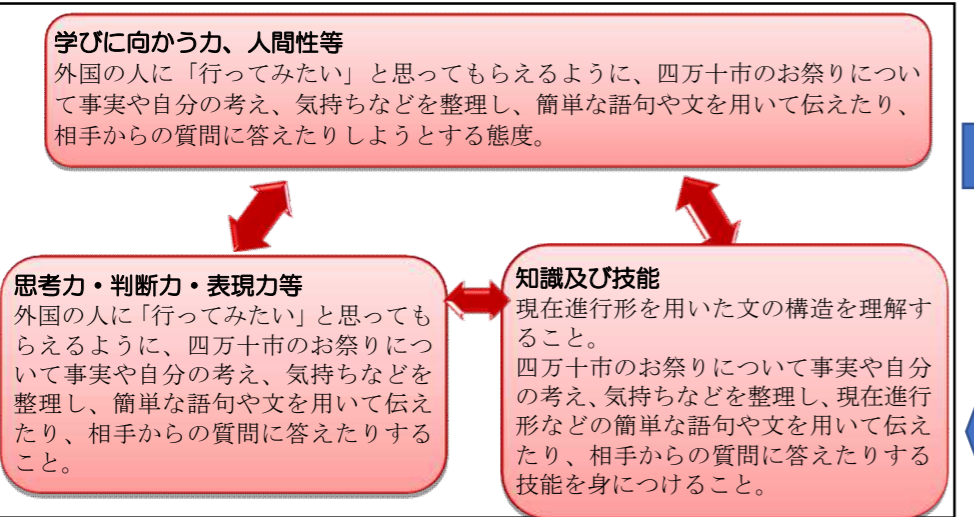 学びに向かう力、人間性等
外国の人に「行ってみたい」と思ってもらえるように、四万十市のお祭りについ
て事実や自分の考え、気持ちなどを整理し、簡単な語句や文を用いて伝えたり、
相手からの質問に答えたりしようとする態度。
思考力・判断力・表現力等
外国の人に「行ってみたい」と思っても
らえるように、四万十市のお祭りにつ
いて事実や自分の考え、気持ちなどを
整理し、簡単な語句や文を用いて伝え
たり、相手からの質問に答えたりする
こと。
知識及び技能
現在進行形を用いた文の構造を理解す
ること。
四万十市のお祭りについて事実や自分
の考え、気持ちなどを整理し、現在進行
形などの簡単な語句や文を用いて伝え
たり、相手からの質問に答えたりする
技能を身につけること。